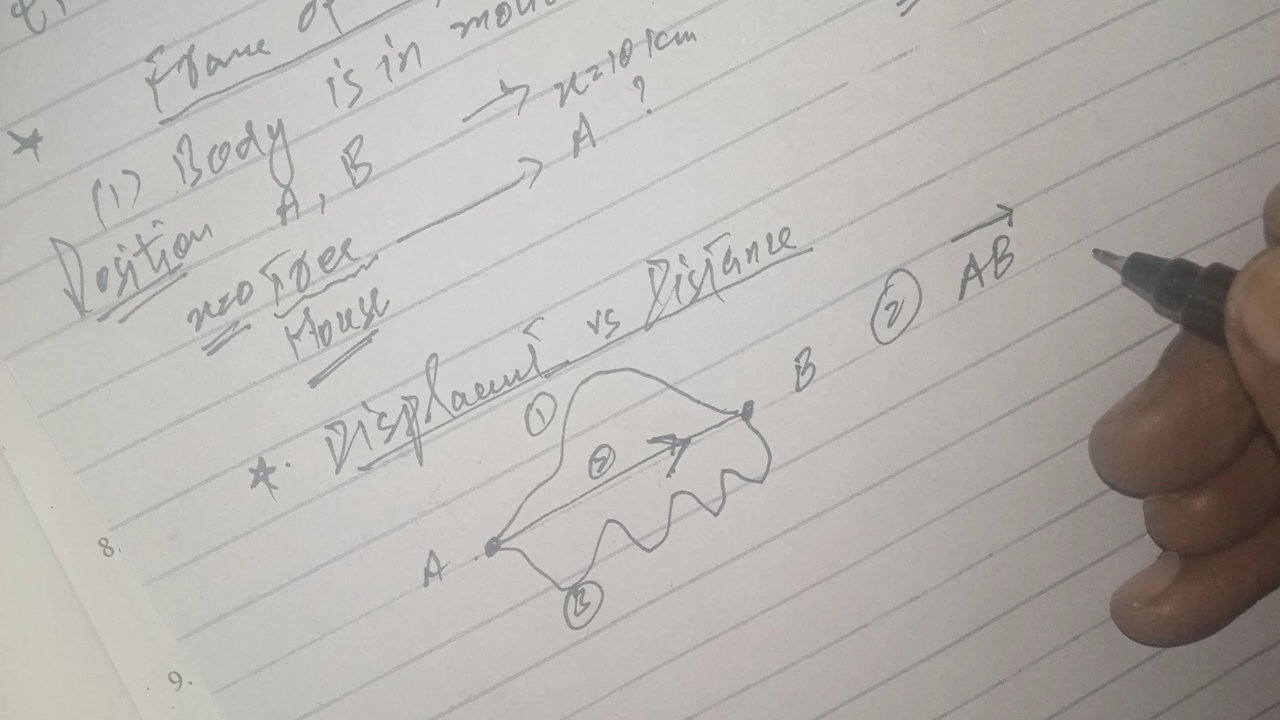 Frame of
★ (1) Body is in motion
Position A, B → x=10 km
x=0 Tree → A ?
House
★. Displacement vs Distance
① B ② AB
②
A
③
8.
9.